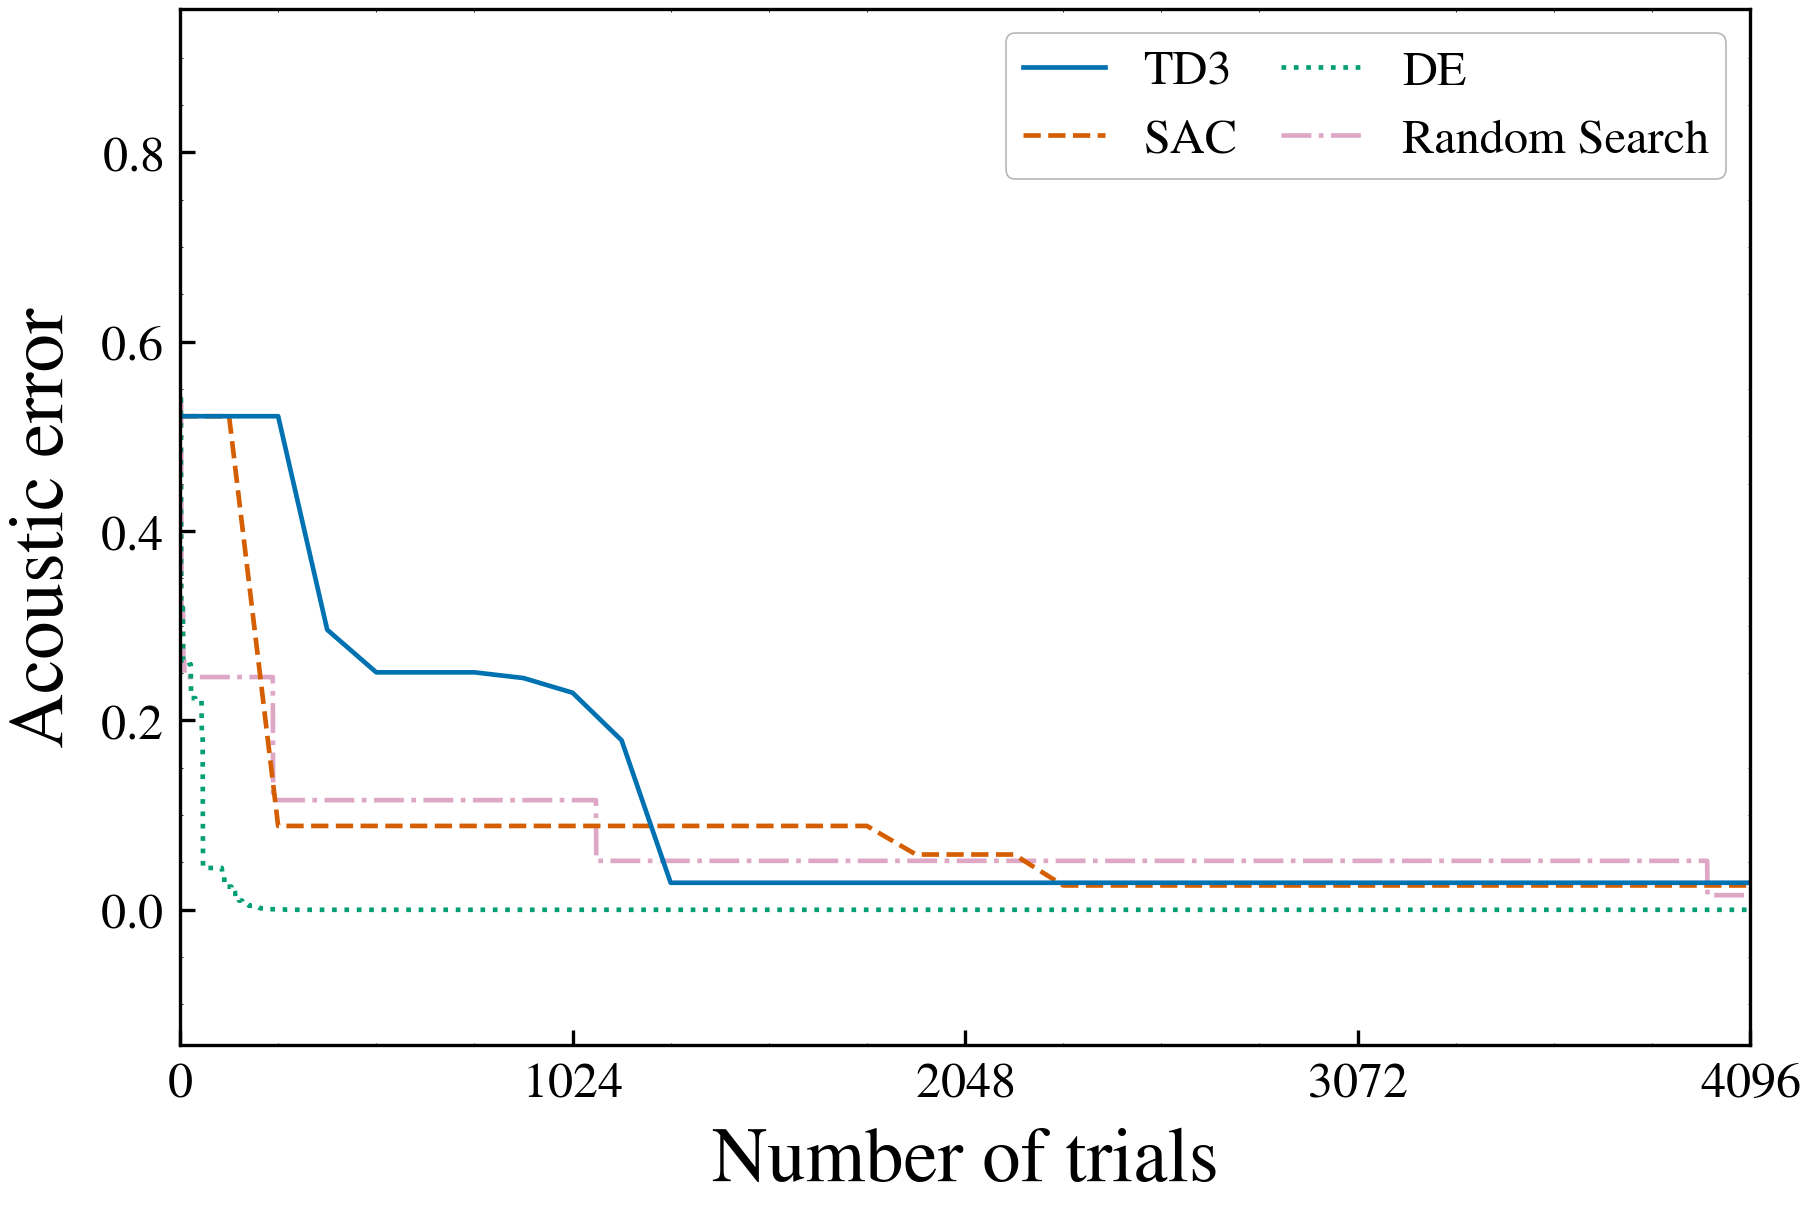 TD3
SAC
DE
Random Search
Acoustic error
0.8
0.6
0.4
0.2
0.0
0 1024 2048 3072 4096
Number of trials